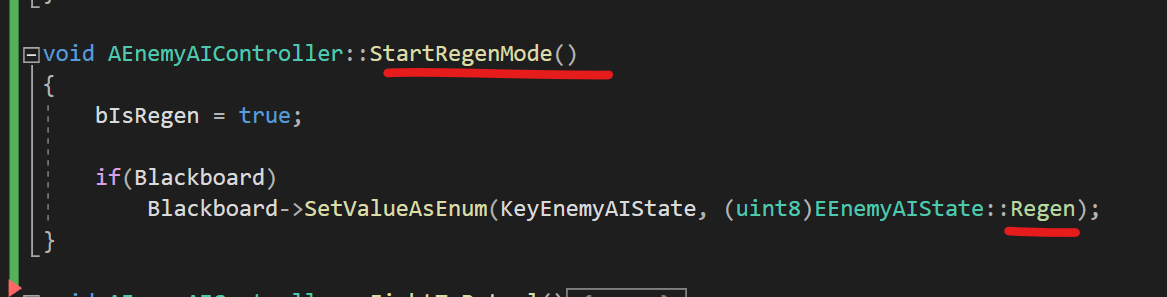 void AEnemyAIController::StartRegenMode()
{
bIsRegen = true;
if(Blackboard)
Blackboard->SetValueAsEnum(KeyEnemyAIState, (uint8)EEnemyAIState::Regen);
}